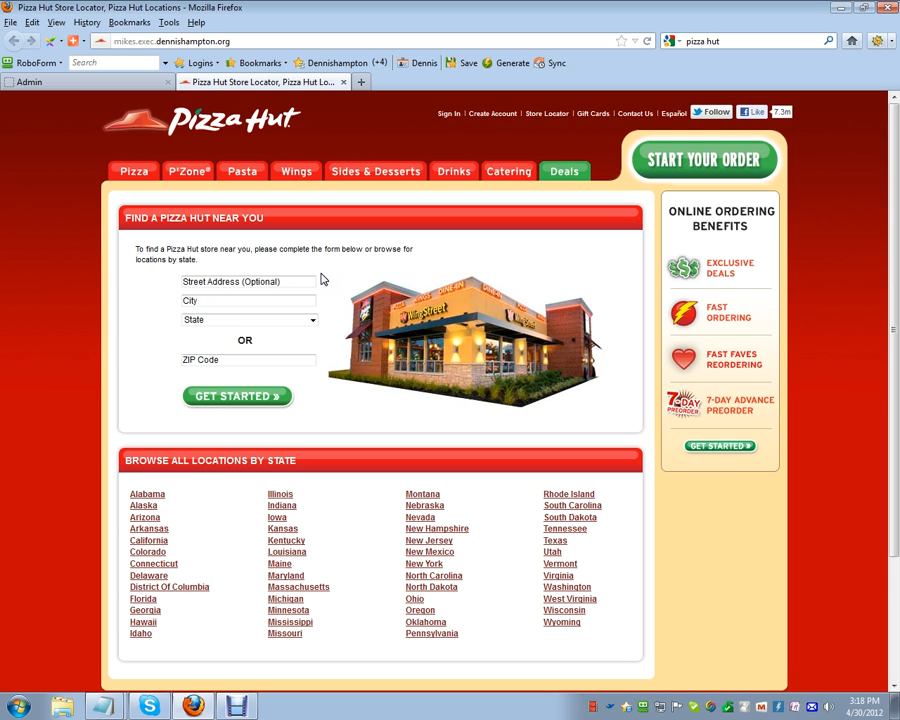 Pizza Hut Store Locator, Pizza Hut Locations - Mozilla Firefox
File Edit View History Bookmarks Tools Help
mikes.exec.dennishampton.org
pizza hut
RoboForm Search Logins Bookmarks Dennishampton (+4) Dennis Save Generate Sync
Admin
Pizza Hut Store Locator, Pizza Hut Lo...
Pizza Hut
Sign In | Create Account | Store Locator | Gift Cards | Contact Us | Español
Follow
Like 7.3m
START YOUR ORDER
Pizza P'Zone® Pasta Wings Sides & Desserts Drinks Catering Deals
FIND A PIZZA HUT NEAR YOU
To find a Pizza Hut store near you, please complete the form below or browse for
locations by state.
Street Address (Optional)
City
State
OR
ZIP Code
GET STARTED »
WingStreet
ONLINE ORDERING
BENEFITS
EXCLUSIVE
DEALS
FAST
ORDERING
FAST FAVES
REORDERING
7-DAY
PREORDER
7-DAY ADVANCE
PREORDER
GET STARTED »
BROWSE ALL LOCATIONS BY STATE
Alabama
Alaska
Arizona
Arkansas
California
Colorado
Connecticut
Delaware
District Of Columbia
Florida
Georgia
Hawaii
Idaho
Illinois
Indiana
Iowa
Kansas
Kentucky
Louisiana
Maine
Maryland
Massachusetts
Michigan
Minnesota
Mississippi
Missouri
Montana
Nebraska
Nevada
New Hampshire
New Jersey
New Mexico
New York
North Carolina
North Dakota
Ohio
Oregon
Oklahoma
Pennsylvania
Rhode Island
South Carolina
South Dakota
Tennessee
Texas
Utah
Vermont
Virginia
Washington
West Virginia
Wisconsin
Wyoming
3:18 PM
4/30/2012